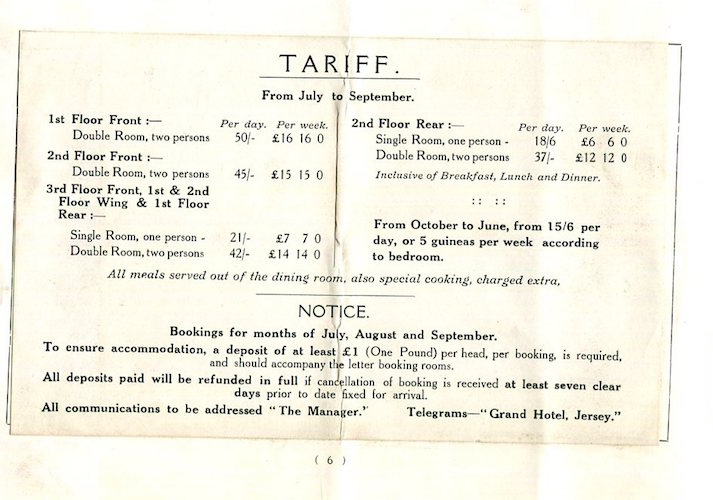 TARIFF.
From July to September.
1st Floor Front :—
Per day. Per week.
Double Room, two persons 50/- £16 16 0
2nd Floor Front :—
Double Room, two persons 45/- £15 15 0
3rd Floor Front, 1st & 2nd
Floor Wing & 1st Floor
Rear :—
Single Room, one person - 21/- £7 7 0
Double Room, two persons 42/- £14 14 0
2nd Floor Rear :—
Per day. Per week.
Single Room, one person - 18/6 £6 6 0
Double Room, two persons 37/- £12 12 0
Inclusive of Breakfast, Lunch and Dinner.
:: ::
From October to June, from 15/6 per
day, or 5 guineas per week according
to bedroom.
All meals served out of the dining room, also special cooking, charged extra,
NOTICE.
Bookings for months of July, August and September.
To ensure accommodation, a deposit of at least £1 (One Pound) per head, per booking, is required,
and should accompany the letter booking rooms.
All deposits paid will be refunded in full if cancellation of booking is received at least seven clear
days prior to date fixed for arrival.
All communications to be addressed "The Manager." Telegrams—"Grand Hotel, Jersey."
( 6 )